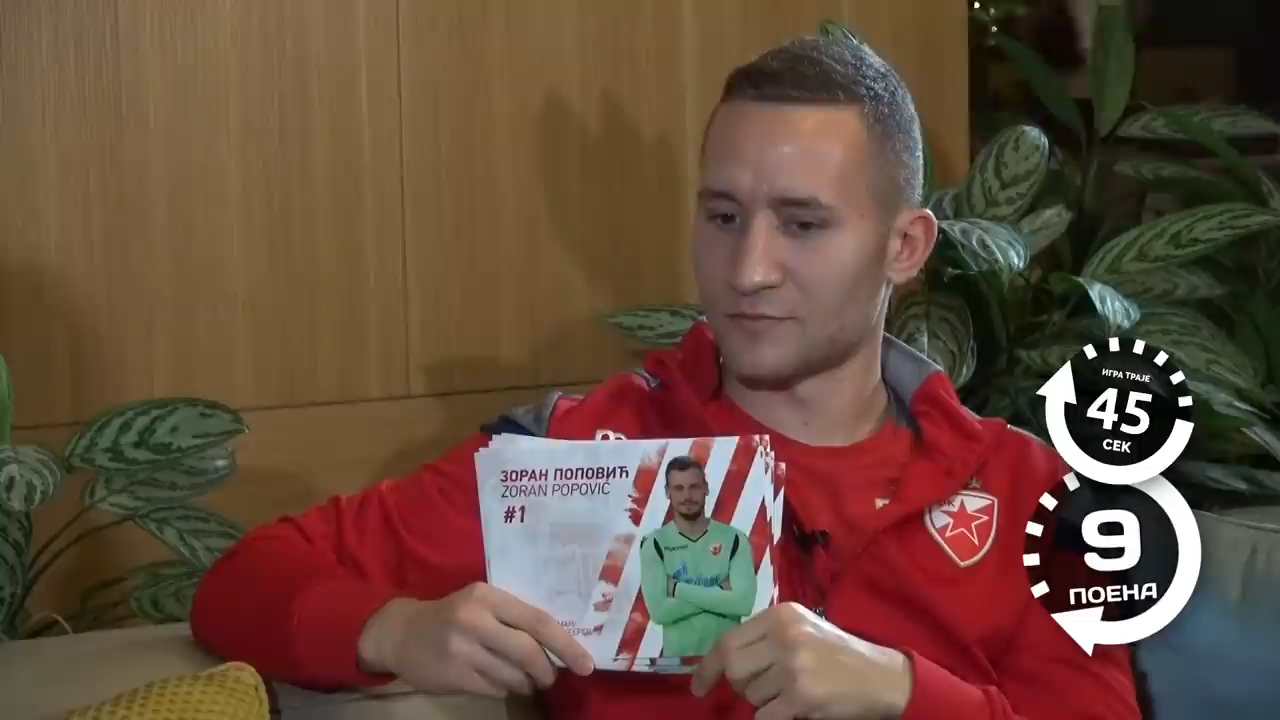 ЗОРАН ПОПОВИЋ
ZORAN POPOVIĆ
#1
ИГРА ТРАЈЕ
45
СЕК
9
ПОЕНА